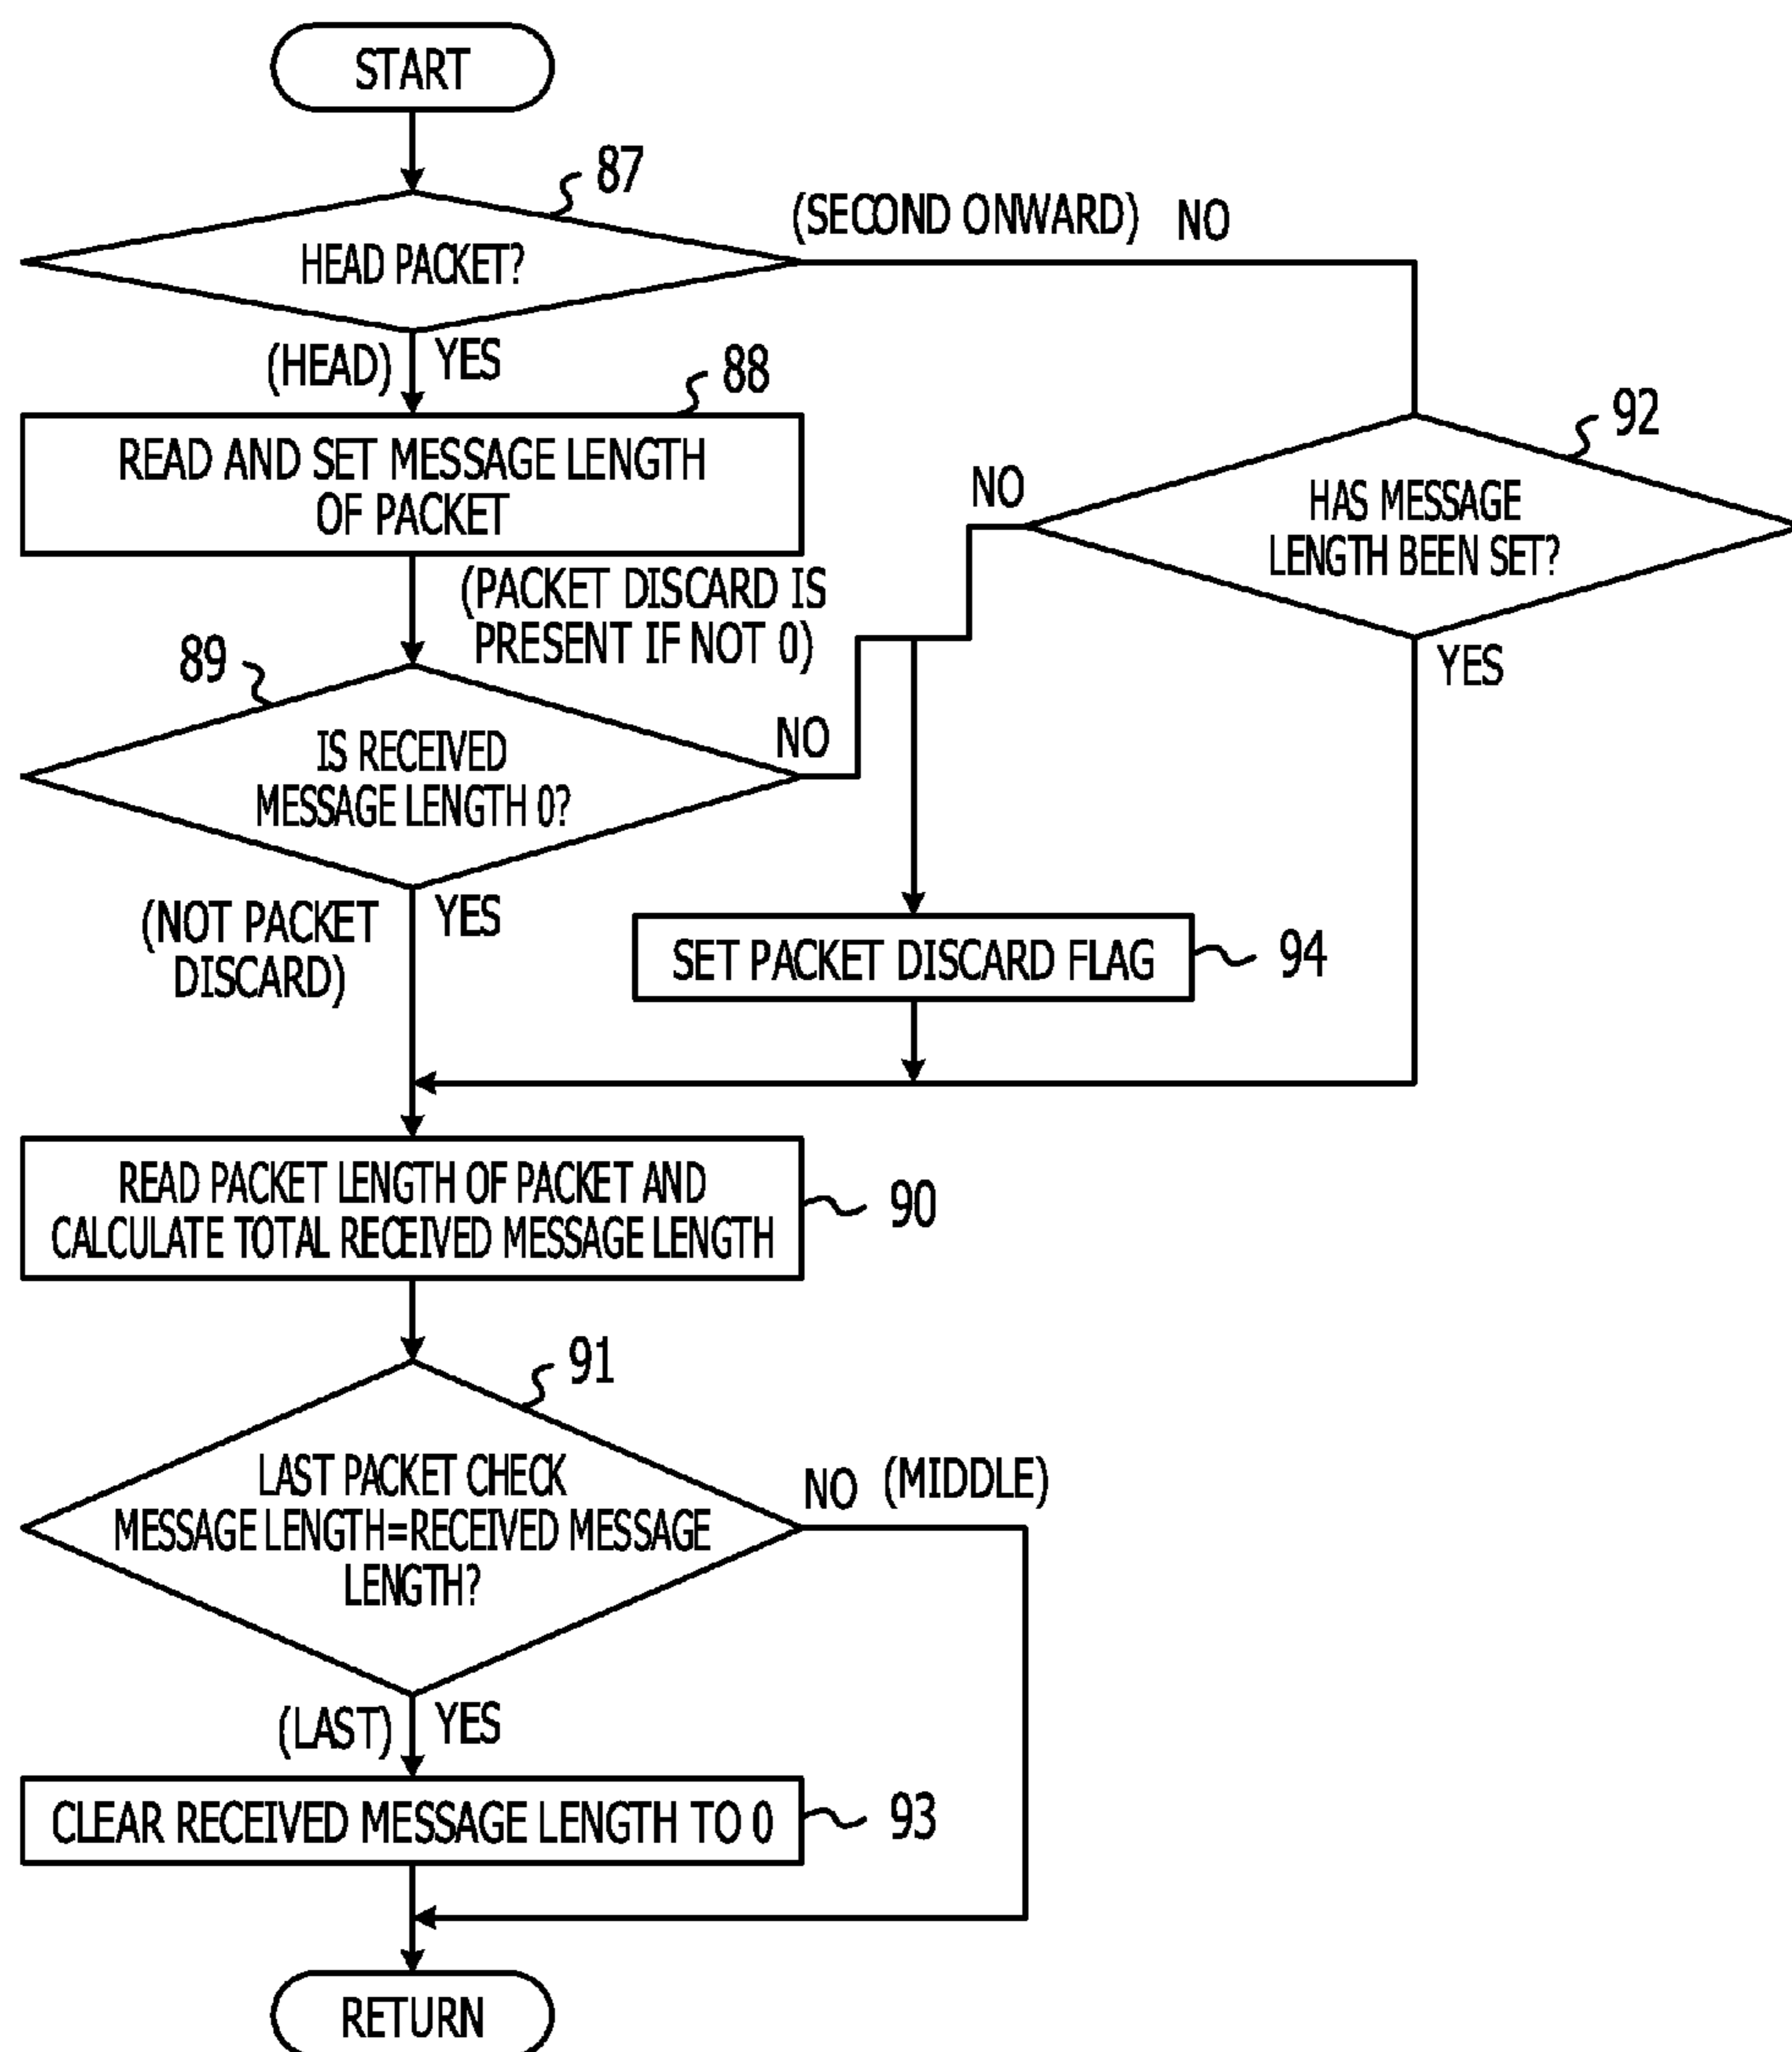 START
87
HEAD PACKET?
(SECOND ONWARD) NO
(HEAD) YES
88
READ AND SET MESSAGE LENGTH
OF PACKET
92
HAS MESSAGE
LENGTH BEEN SET?
NO
YES
(PACKET DISCARD IS
PRESENT IF NOT 0)
89
IS RECEIVED
MESSAGE LENGTH 0?
NO
(NOT PACKET
DISCARD)
YES
SET PACKET DISCARD FLAG
94
READ PACKET LENGTH OF PACKET AND
CALCULATE TOTAL RECEIVED MESSAGE LENGTH
90
91
LAST PACKET CHECK
MESSAGE LENGTH=RECEIVED MESSAGE
LENGTH?
NO (MIDDLE)
(LAST) YES
CLEAR RECEIVED MESSAGE LENGTH TO 0
93
RETURN